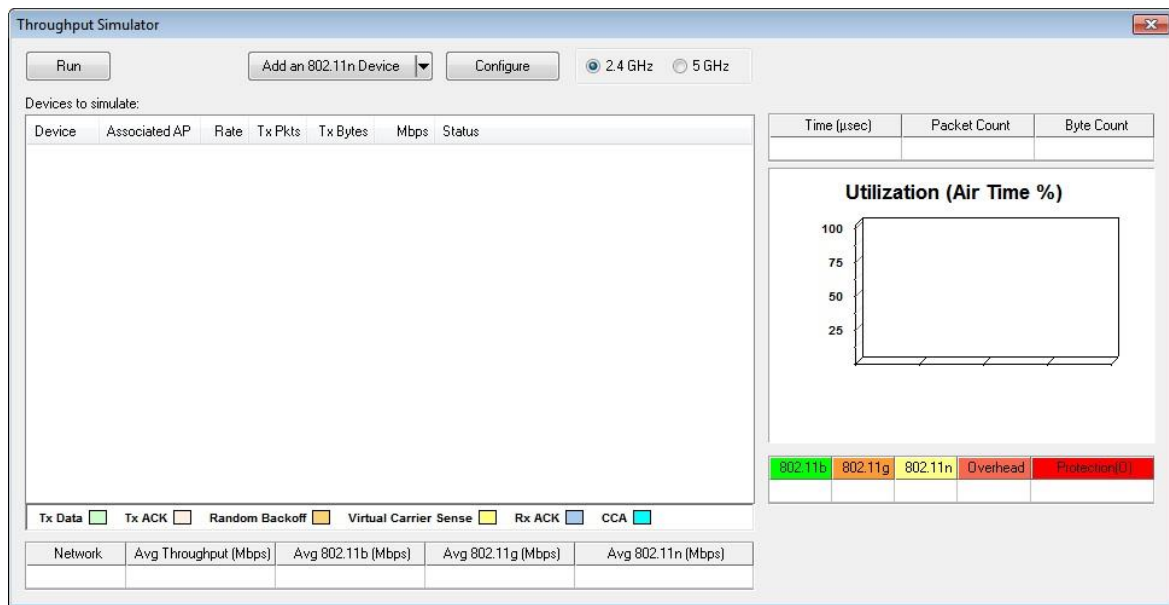 Throughput Simulator
Run Add an 802.11n Device Configure 2.4 GHz 5 GHz
Devices to simulate:
Device Associated AP Rate Tx Pkts Tx Bytes Mbps Status
Time (µsec) Packet Count Byte Count
Utilization (Air Time %)
100
75
50
25
802.11b 802.11g 802.11n Overhead Protection(0)
Tx Data Tx ACK Random Backoff Virtual Carrier Sense Rx ACK CCA
Network Avg Throughput (Mbps) Avg 802.11b (Mbps) Avg 802.11g (Mbps) Avg 802.11n (Mbps)